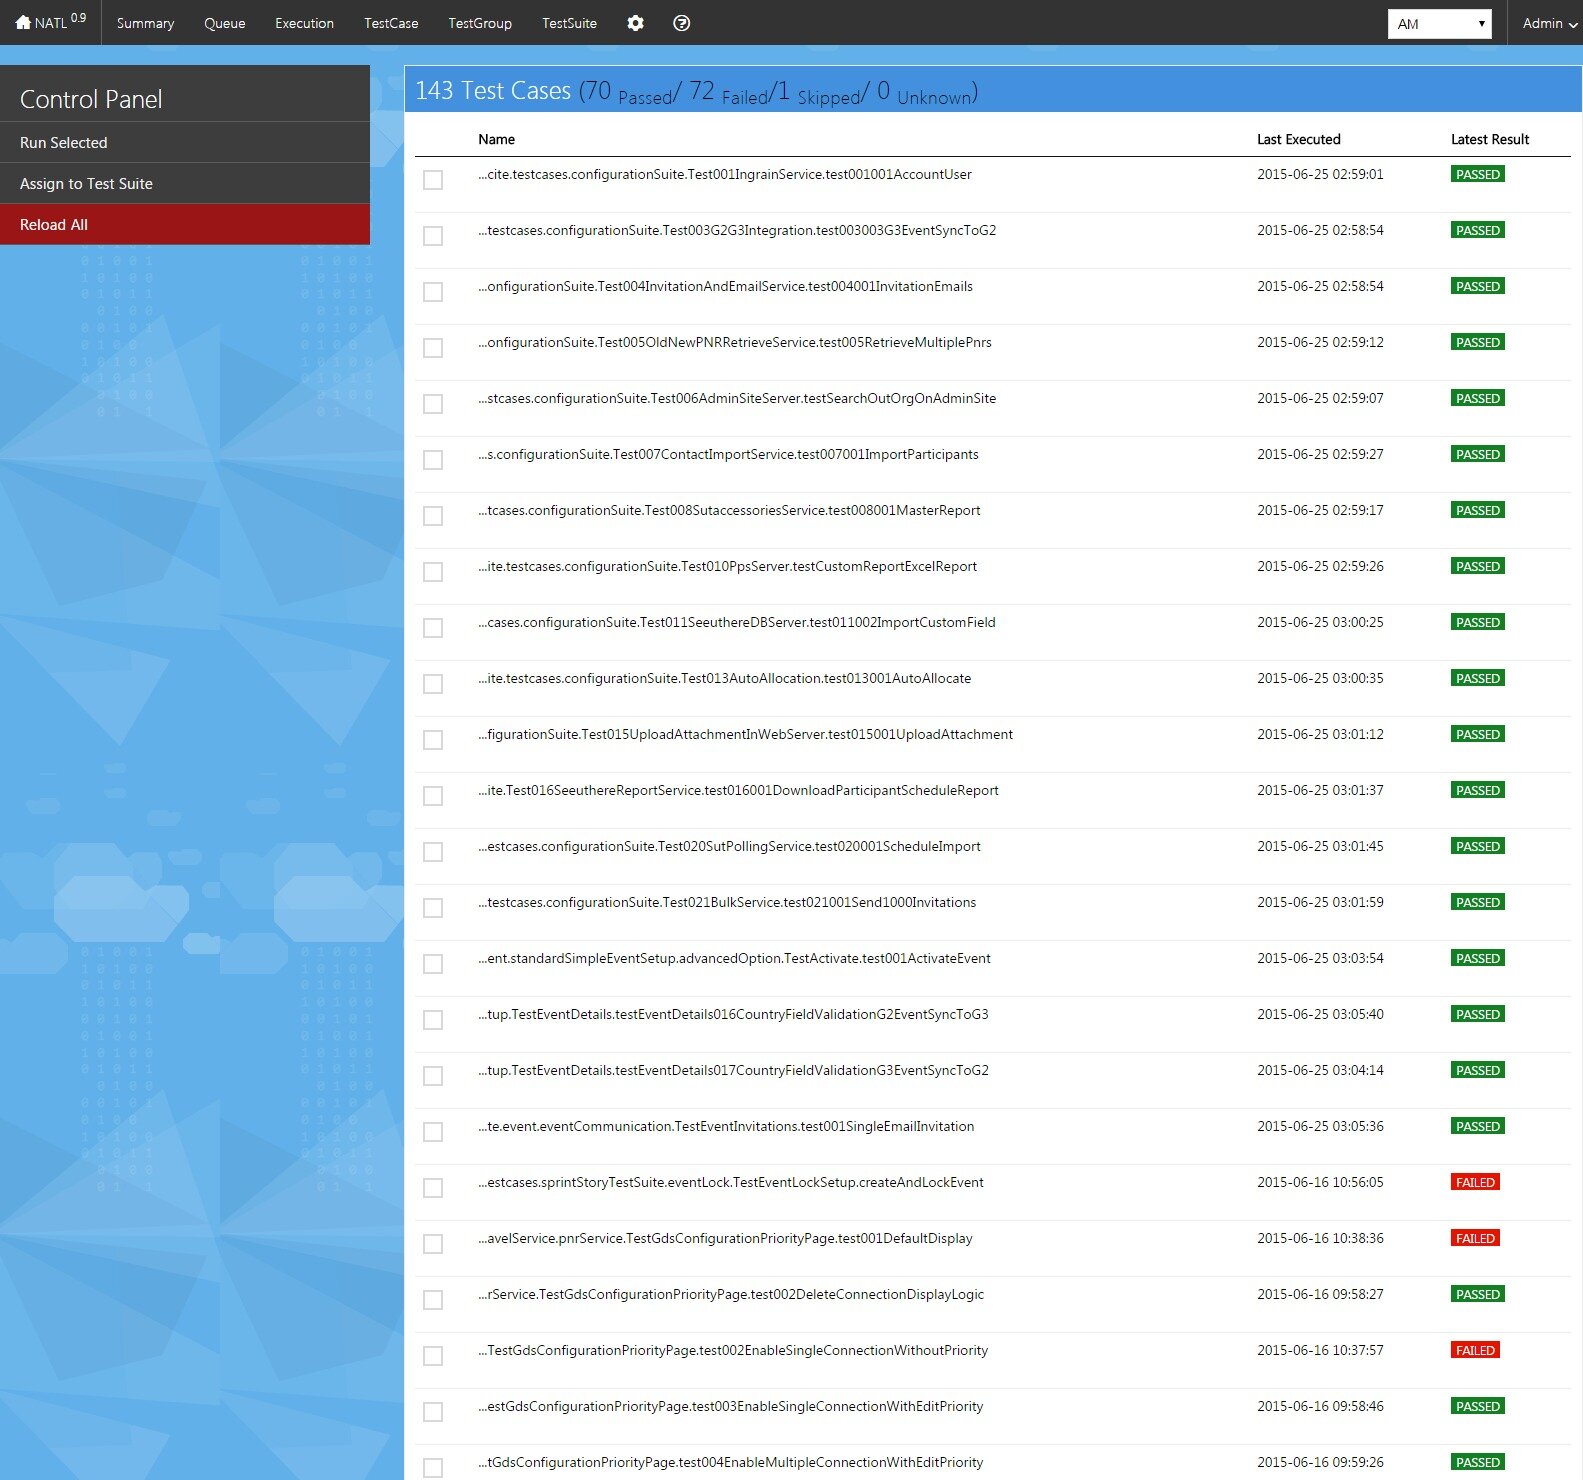 NATL 0.9 Summary Queue Execution TestCase TestGroup TestSuite AM Admin
Control Panel
Run Selected
Assign to Test Suite
Reload All
143 Test Cases (70 Passed/ 72 Failed/1 Skipped/ 0 Unknown)
Name Last Executed Latest Result
...cite.testcases.configurationSuite.Test001IngrainService.test001001AccountUser 2015-06-25 02:59:01 PASSED
...testcases.configurationSuite.Test003G2G3Integration.test003003G3EventSyncToG2 2015-06-25 02:58:54 PASSED
...onfigurationSuite.Test004InvitationAndEmailService.test004001InvitationEmails 2015-06-25 02:58:54 PASSED
...onfigurationSuite.Test005OldNewPNRRetrieveService.test005RetrieveMultiplePnrs 2015-06-25 02:59:12 PASSED
...stcases.configurationSuite.Test006AdminSiteServer.testSearchOutOrgOnAdminSite 2015-06-25 02:59:07 PASSED
...s.configurationSuite.Test007ContactImportService.test007001ImportParticipants 2015-06-25 02:59:27 PASSED
...tcases.configurationSuite.Test008SutaccessoriesService.test008001MasterReport 2015-06-25 02:59:17 PASSED
...ite.testcases.configurationSuite.Test010PpsServer.testCustomReportExcelReport 2015-06-25 02:59:26 PASSED
...cases.configurationSuite.Test011SeeuthereDBServer.test011002ImportCustomField 2015-06-25 03:00:25 PASSED
...ite.testcases.configurationSuite.Test013AutoAllocation.test013001AutoAllocate 2015-06-25 03:00:35 PASSED
...figurationSuite.Test015UploadAttachmentInWebServer.test015001UploadAttachment 2015-06-25 03:01:12 PASSED
...ite.Test016SeeuthereReportService.test016001DownloadParticipantScheduleReport 2015-06-25 03:01:37 PASSED
...estcases.configurationSuite.Test020SutPollingService.test020001ScheduleImport 2015-06-25 03:01:45 PASSED
...testcases.configurationSuite.Test021BulkService.test021001Send1000Invitations 2015-06-25 03:01:59 PASSED
...ent.standardSimpleEventSetup.advancedOption.TestActivate.test001ActivateEvent 2015-06-25 03:03:54 PASSED
...tup.TestEventDetails.testEventDetails016CountryFieldValidationG2EventSyncToG3 2015-06-25 03:05:40 PASSED
...tup.TestEventDetails.testEventDetails017CountryFieldValidationG3EventSyncToG2 2015-06-25 03:04:14 PASSED
...te.event.eventCommunication.TestEventInvitations.test001SingleEmailInvitation 2015-06-25 03:05:36 PASSED
...estcases.sprintStoryTestSuite.eventLock.TestEventLockSetup.createAndLockEvent 2015-06-16 10:56:05 FAILED
...avelService.pnrService.TestGdsConfigurationPriorityPage.test001DefaultDisplay 2015-06-16 10:38:36 FAILED
...rService.TestGdsConfigurationPriorityPage.test002DeleteConnectionDisplayLogic 2015-06-16 09:58:27 PASSED
...TestGdsConfigurationPriorityPage.test002EnableSingleConnectionWithoutPriority 2015-06-16 10:37:57 FAILED
...estGdsConfigurationPriorityPage.test003EnableSingleConnectionWithEditPriority 2015-06-16 09:58:46 PASSED
...tGdsConfigurationPriorityPage.test004EnableMultipleConnectionWithEditPriority 2015-06-16 09:59:26 PASSED